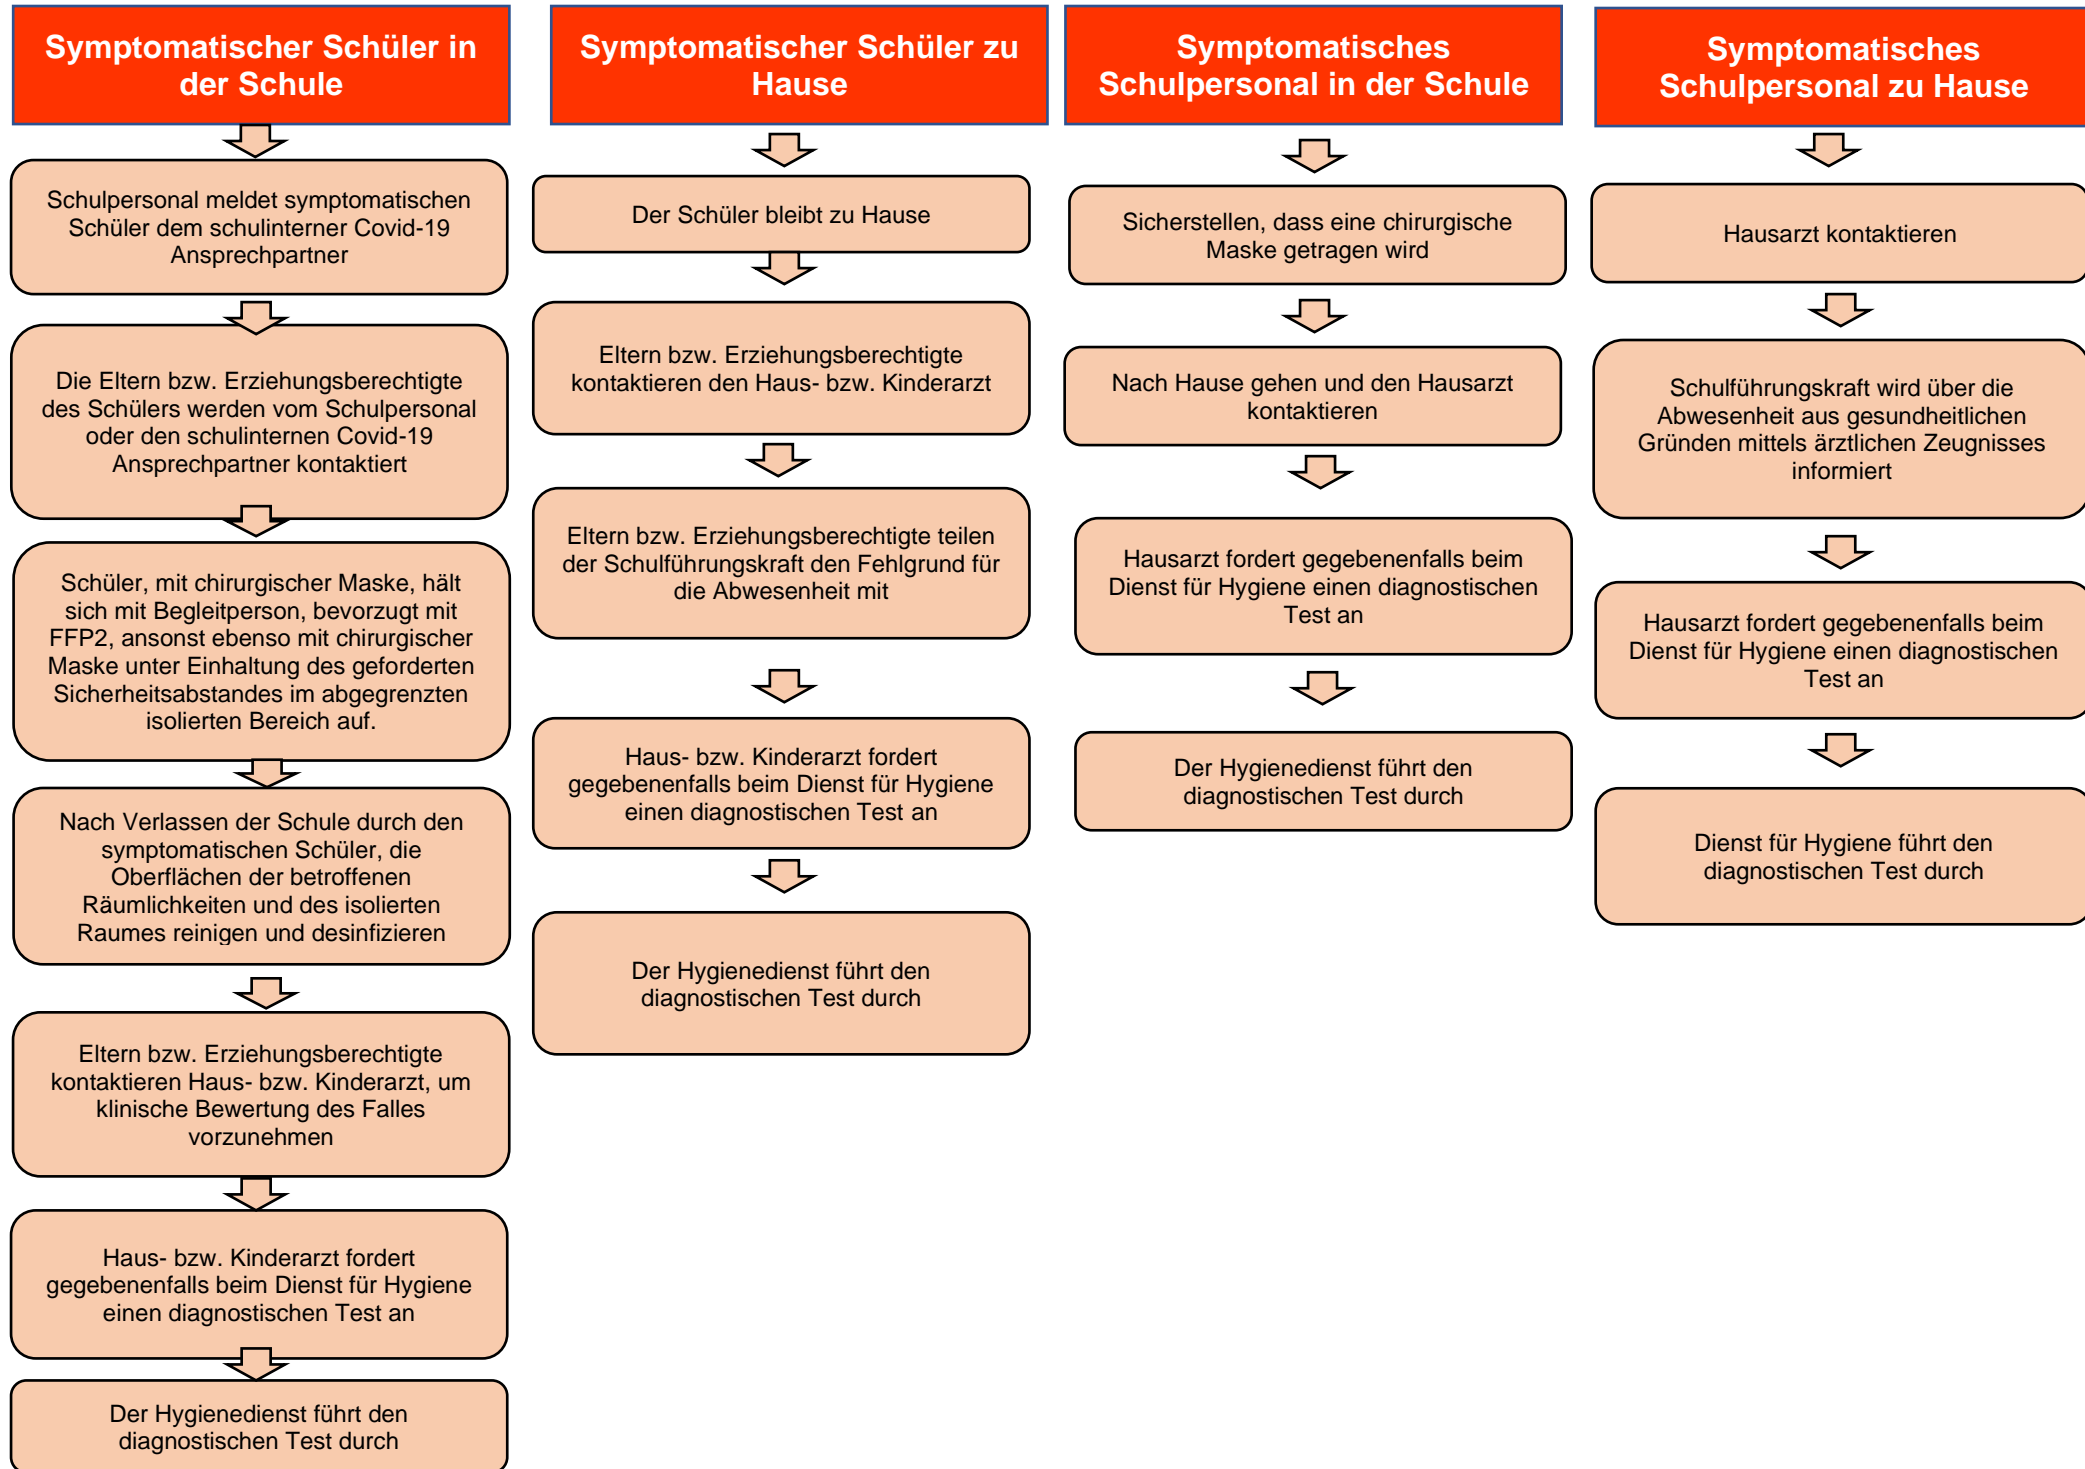 Symptomatischer Schüler in
der Schule
Schulpersonal meldet symptomatischen
Schüler dem schulinterner Covid-19
Ansprechpartner
Die Eltern bzw. Erziehungsberechtigte
des Schülers werden vom Schulpersonal
oder den schulinternen Covid-19
Ansprechpartner kontaktiert
Schüler, mit chirurgischer Maske, hält
sich mit Begleitperson, bevorzugt mit
FFP2, ansonst ebenso mit chirurgischer
Maske unter Einhaltung des geforderten
Sicherheitsabstandes im abgegrenzten
isolierten Bereich auf.
Nach Verlassen der Schule durch den
symptomatischen Schüler, die
Oberflächen der betroffenen
Räumlichkeiten und des isolierten
Raumes reinigen und desinfizieren
Eltern bzw. Erziehungsberechtigte
kontaktieren Haus- bzw. Kinderarzt, um
klinische Bewertung des Falles
vorzunehmen
Haus- bzw. Kinderarzt fordert
gegebenenfalls beim Dienst für Hygiene
einen diagnostischen Test an
Der Hygienedienst führt den
diagnostischen Test durch
Symptomatischer Schüler zu
Hause
Der Schüler bleibt zu Hause
Eltern bzw. Erziehungsberechtigte
kontaktieren den Haus- bzw. Kinderarzt
Eltern bzw. Erziehungsberechtigte teilen
der Schulführungskraft den Fehlgrund für
die Abwesenheit mit
Haus- bzw. Kinderarzt fordert
gegebenenfalls beim Dienst für Hygiene
einen diagnostischen Test an
Der Hygienedienst führt den
diagnostischen Test durch
Symptomatisches
Schulpersonal in der Schule
Sicherstellen, dass eine chirurgische
Maske getragen wird
Nach Hause gehen und den Hausarzt
kontaktieren
Hausarzt fordert gegebenenfalls beim
Dienst für Hygiene einen diagnostischen
Test an
Der Hygienedienst führt den
diagnostischen Test durch
Symptomatisches
Schulpersonal zu Hause
Hausarzt kontaktieren
Schulführungskraft wird über die
Abwesenheit aus gesundheitlichen
Gründen mittels ärztlichen Zeugnisses
informiert
Hausarzt fordert gegebenenfalls beim
Dienst für Hygiene einen diagnostischen
Test an
Dienst für Hygiene führt den
diagnostischen Test durch